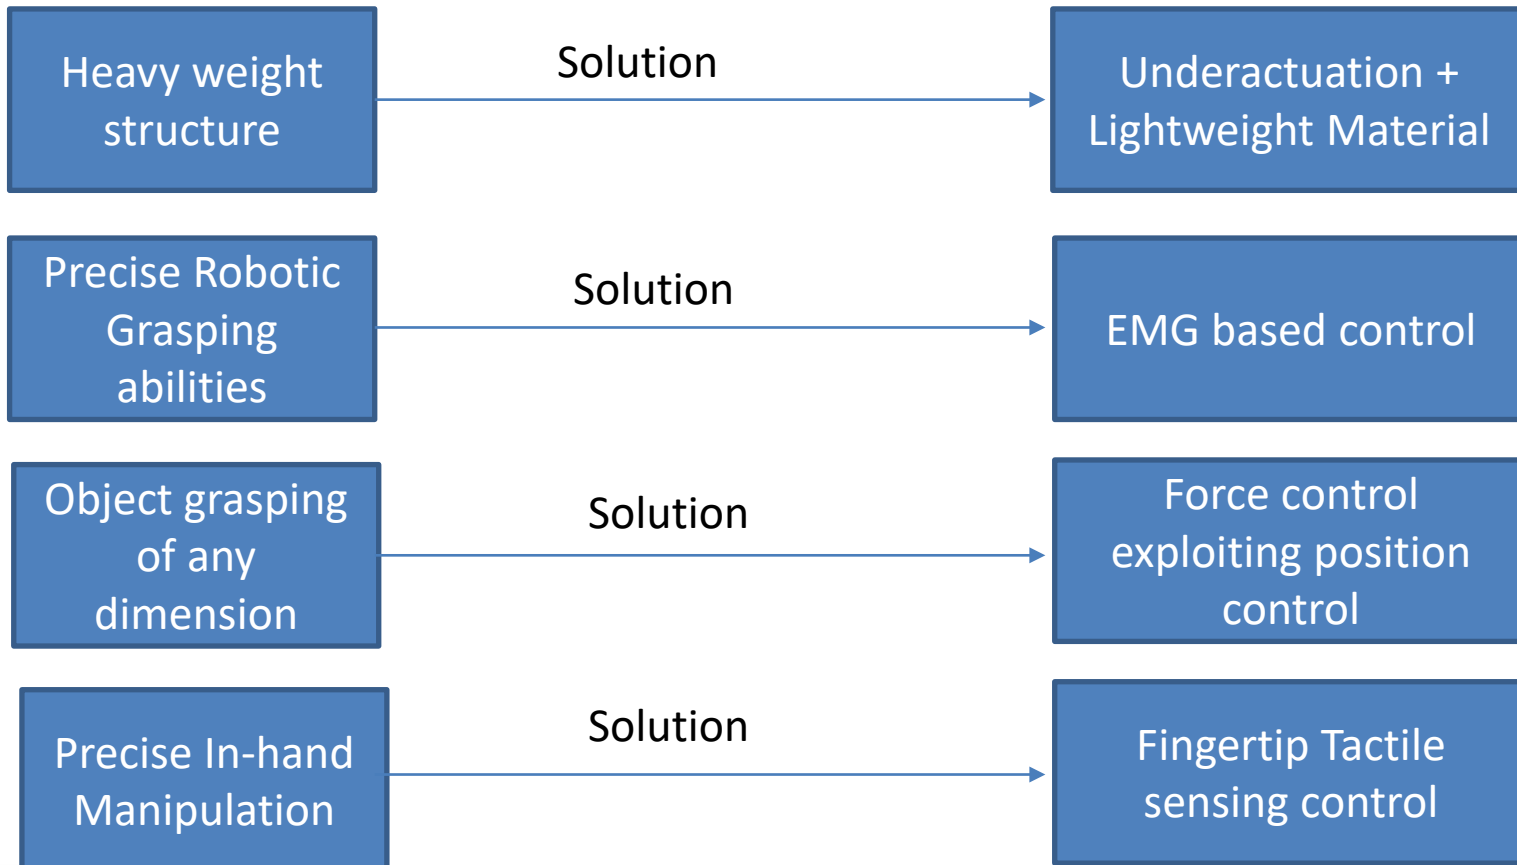 Heavy weight
structure
Solution
Underactuation +
Lightweight Material
Precise Robotic
Grasping
abilities
Solution
EMG based control
Object grasping
of any
dimension
Solution
Force control
exploiting position
control
Precise In-hand
Manipulation
Solution
Fingertip Tactile
sensing control